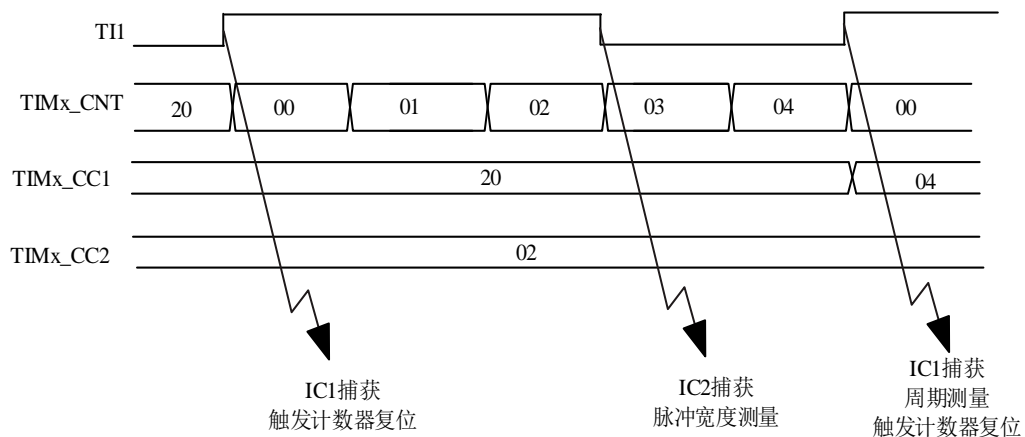 TI1
TIMx_CNT
20
00
01
02
03
04
00
TIMx_CC1
20
04
TIMx_CC2
02
IC1捕获
触发计数器复位
IC2捕获
脉冲宽度测量
IC1捕获
周期测量
触发计数器复位